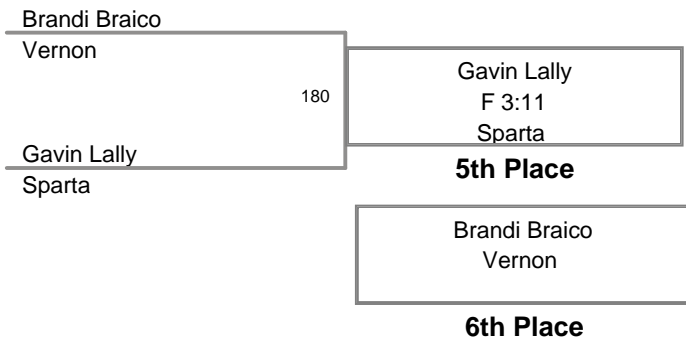 Brandi Braico
Vernon
180
Gavin Lally
Sparta
Gavin Lally
F 3:11
Sparta
5th Place
Brandi Braico
Vernon
6th Place